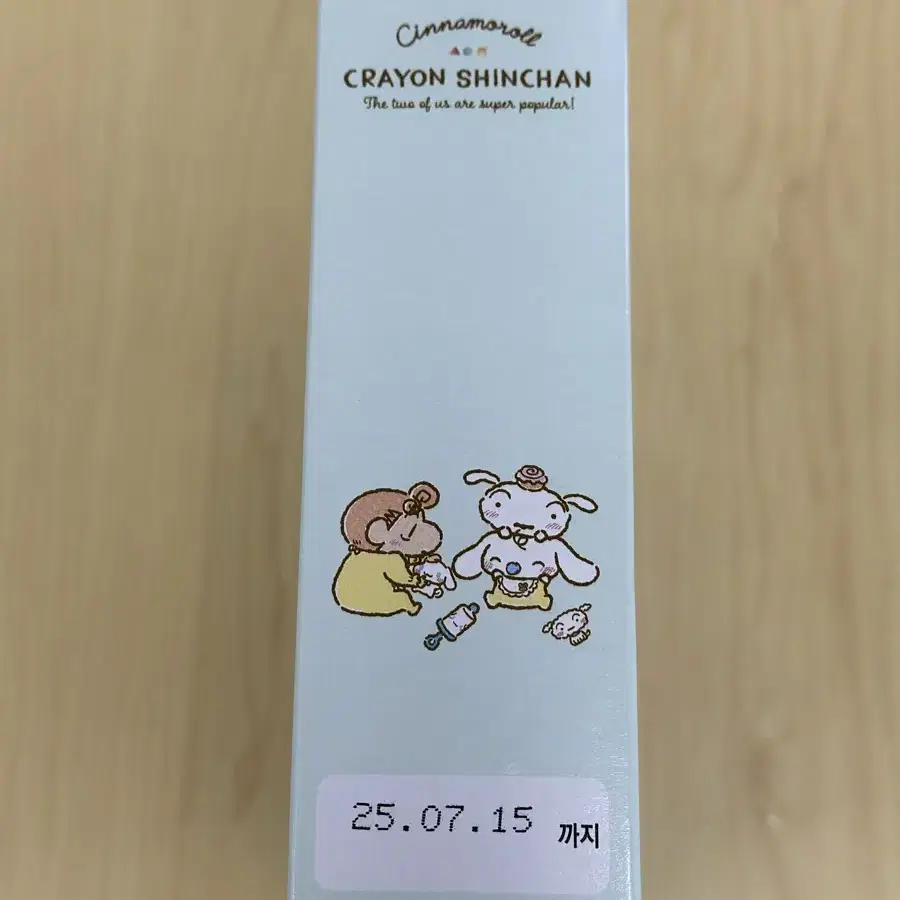 Cinnamoroll
CRAYON SHINCHAN
The two of us are super popular!
25.07.15 까지